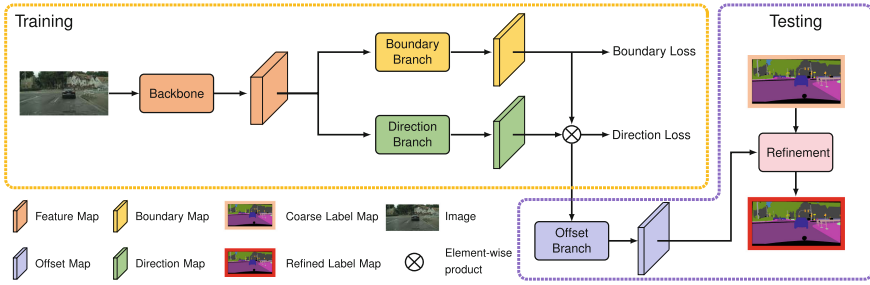 Training
Testing
Backbone
Boundary
Branch
Boundary Loss
Direction
Branch
Direction Loss
Refinement
Offset
Branch
Feature Map
Boundary Map
Coarse Label Map
Image
Offset Map
Direction Map
Refined Label Map
Element-wise
product